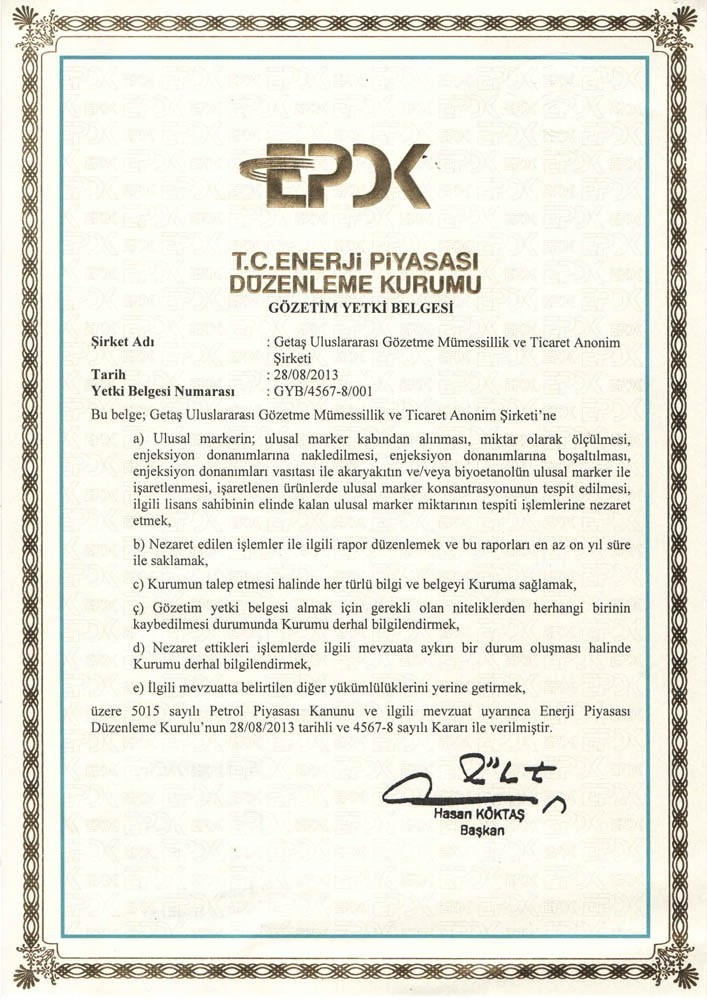 EPDK
T.C.ENERJİ PİYASASI
DÜZENLEME KURUMU
GÖZETİM YETKİ BELGESİ
Şirket Adı : Getaş Uluslararası Gözetme Mümessillik ve Ticaret Anonim
Şirketi
Tarih : 28/08/2013
Yetki Belgesi Numarası : GYB/4567-8/001
Bu belge; Getaş Uluslararası Gözetme Mümessillik ve Ticaret Anonim Şirketi'ne
a) Ulusal markerin; ulusal marker kabından alınması, miktar olarak ölçülmesi,
enjeksiyon donanımlarına nakledilmesi, enjeksiyon donanımlarına boşaltılması,
enjeksiyon donanımları vasıtası ile akaryakıtın ve/veya biyoetanolün ulusal marker ile
işaretlenmesi, işaretlenen ürünlerde ulusal marker konsantrasyonunun tespit edilmesi,
ilgili lisans sahibinin elinde kalan ulusal marker miktarının tespiti işlemlerine nezaret
etmek,
b) Nezaret edilen işlemler ile ilgili rapor düzenlemek ve bu raporları en az on yıl süre
ile saklamak,
c) Kurumun talep etmesi halinde her türlü bilgi ve belgeyi Kuruma sağlamak,
ç) Gözetim yetki belgesi almak için gerekli olan niteliklerden herhangi birinin
kaybedilmesi durumunda Kurumu derhal bilgilendirmek,
d) Nezaret ettikleri işlemlerde ilgili mevzuata aykırı bir durum oluşması halinde
Kurumu derhal bilgilendirmek,
e) İlgili mevzuatta belirtilen diğer yükümlülüklerini yerine getirmek,
üzere 5015 sayılı Petrol Piyasası Kanunu ve ilgili mevzuat uyarınca Enerji Piyasası
Düzenleme Kurulu'nun 28/08/2013 tarihli ve 4567-8 sayılı Kararı ile verilmiştir.
Hasan KÖKTAŞ
Başkan